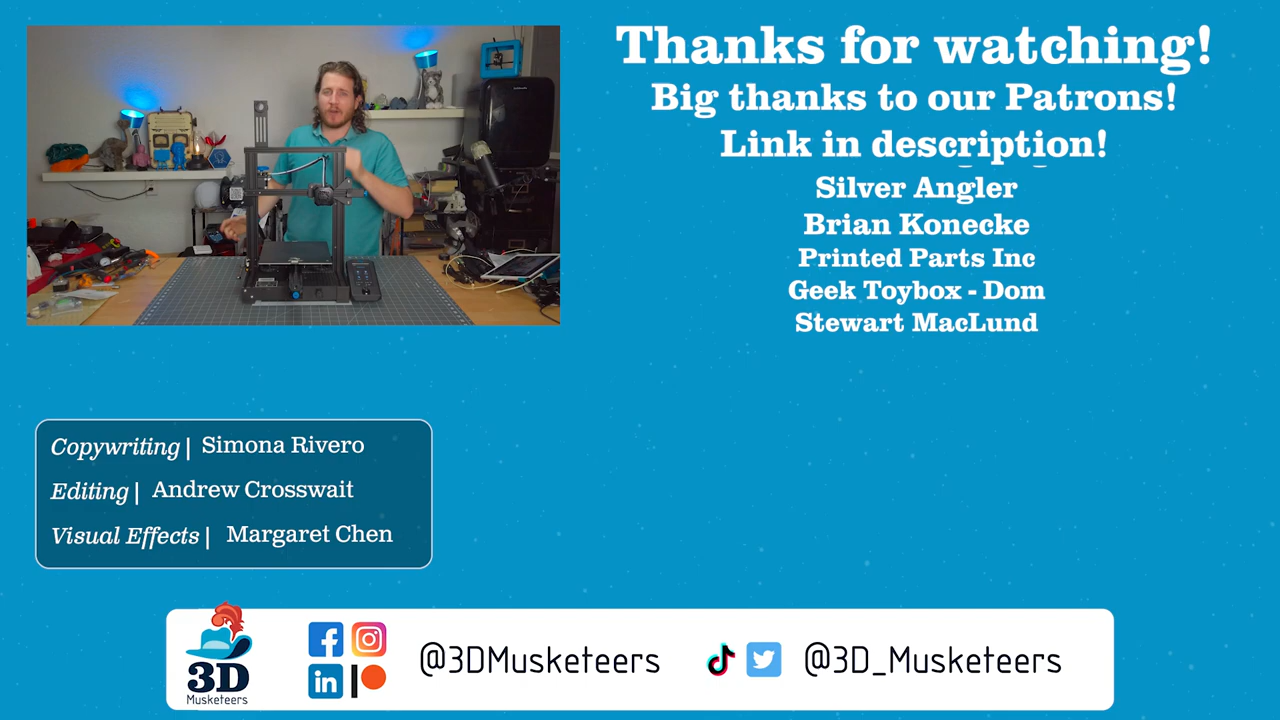 Thanks for watching!
Big thanks to our Patrons!
Link in description!
Silver Angler
Brian Konecke
Printed Parts Inc
Geek Toybox - Dom
Stewart MacLund
Copywriting | Simona Rivero
Editing | Andrew Crosswait
Visual Effects | Margaret Chen
3D
Musketeers
@3DMusketeers
@3D_Musketeers